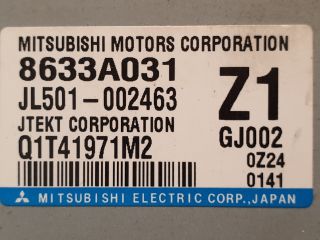 MITSUBISHI MOTORS CORPORATION
8633A031
JL501-002463
JTEKT CORPORATION
Q1T41971M2
Z1
GJ002
0Z24
0141
MITSUBISHI ELECTRIC CORP.,JAPAN